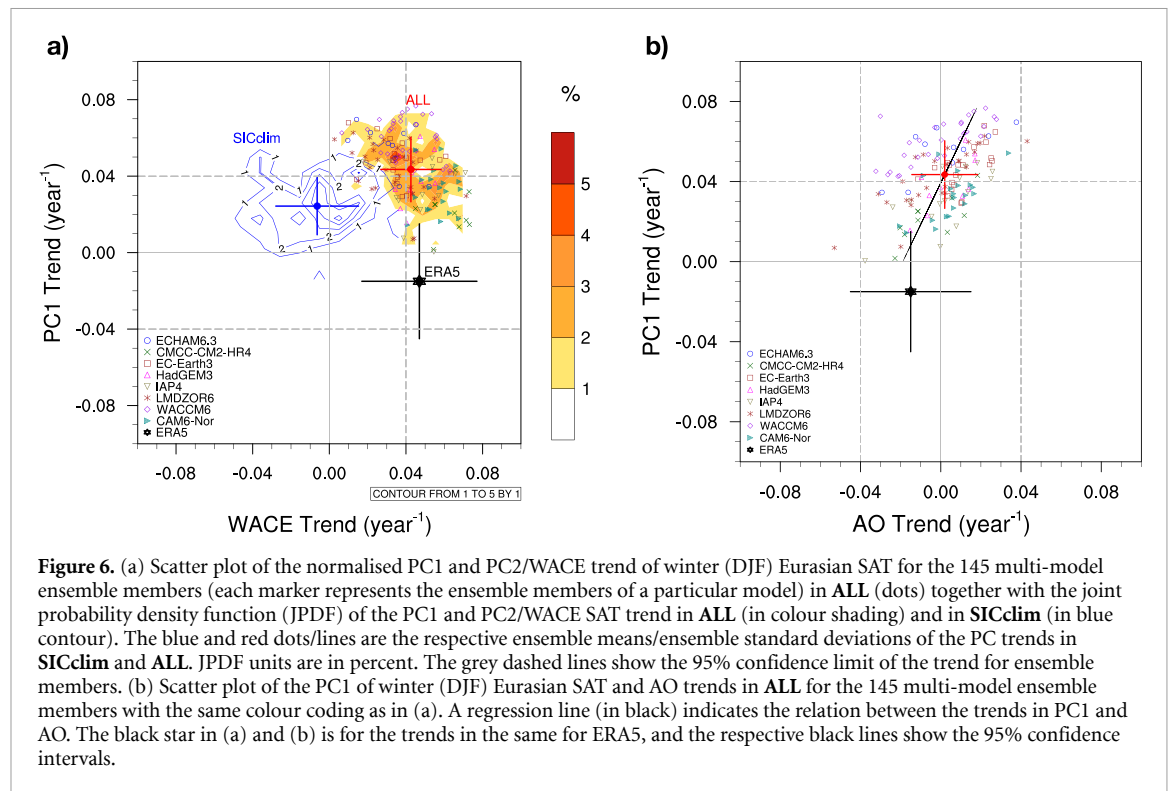 a)
PC1 Trend (year-1)
0.08
0.04
0.00
-0.04
-0.08
SICclim
ALL
1
1
1
2
2
1
1
1
2
2
1
ERA5
ECHAM6.3
CMCC-CM2-HR4
EC-Earth3
HadGEM3
IAP4
LMDZOR6
WACCM6
CAM6-Nor
ERA5
-0.08
-0.04
0.00
0.04
0.08
CONTOUR FROM 1 TO 5 BY 1
WACE Trend (year-1)
%
5
4
3
2
1
b)
PC1 Trend (year-1)
0.08
0.04
0.00
-0.04
-0.08
ECHAM6.3
CMCC-CM2-HR4
EC-Earth3
HadGEM3
IAP4
LMDZOR6
WACCM6
CAM6-Nor
ERA5
-0.08
-0.04
0.00
0.04
0.08
AO Trend (year-1)
Figure 6. (a) Scatter plot of the normalised PC1 and PC2/WACE trend of winter (DJF) Eurasian SAT for the 145 multi-model
ensemble members (each marker represents the ensemble members of a particular model) in ALL (dots) together with the joint
probability density function (JPDF) of the PC1 and PC2/WACE SAT trend in ALL (in colour shading) and in SICclim (in blue
contour). The blue and red dots/lines are the respective ensemble means/ensemble standard deviations of the PC trends in
SICclim and ALL. JPDF units are in percent. The grey dashed lines show the 95% confidence limit of the trend for ensemble
members. (b) Scatter plot of the PC1 of winter (DJF) Eurasian SAT and AO trends in ALL for the 145 multi-model ensemble
members with the same colour coding as in (a). A regression line (in black) indicates the relation between the trends in PC1 and
AO. The black star in (a) and (b) is for the trends in the same for ERA5, and the respective black lines show the 95% confidence
intervals.